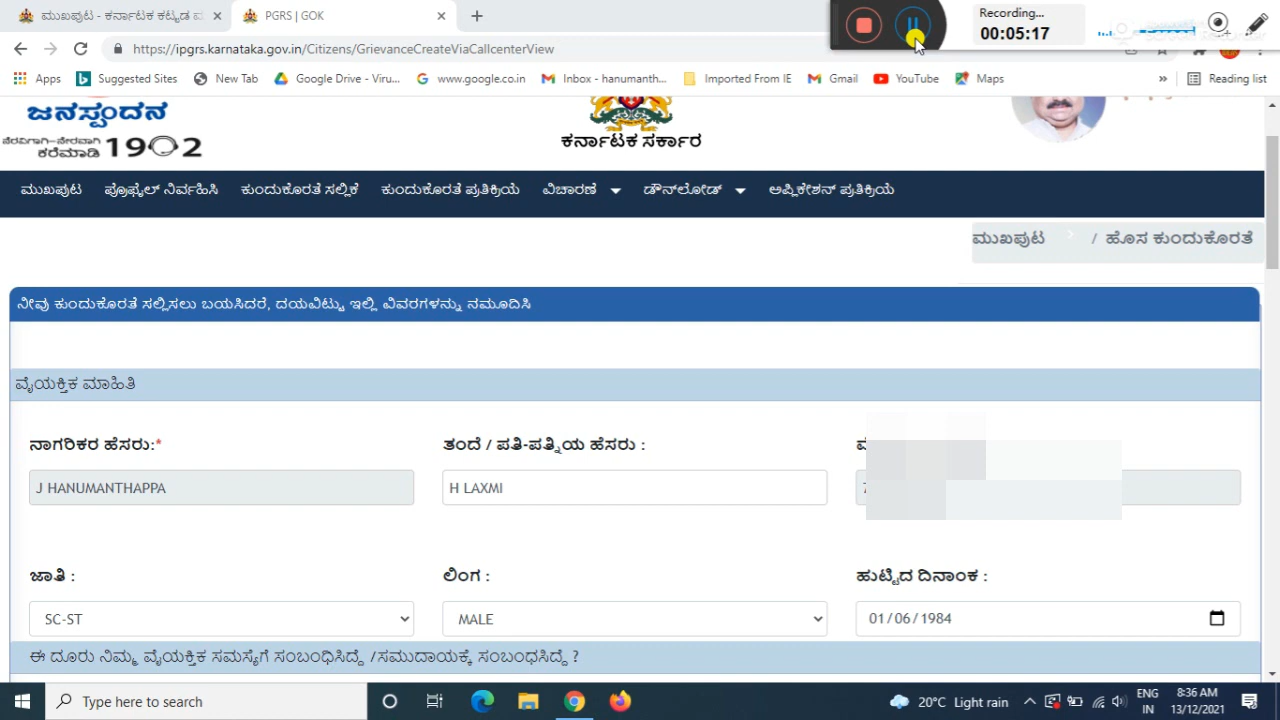 ಮುಖಪುಟ - ಕರ್ನಾಟಕ ಕಟ್ಟಡ ಮ
PGRS | GOK
Recording...
00:05:17
https://ipgrs.karnataka.gov.in/Citizens/GrievanceCreateViaCallcenterView
Apps
Suggested Sites
New Tab
Google Drive - Viru...
www.google.co.in
Inbox - hanumanth...
Imported From IE
Gmail
YouTube
Maps
»
Reading list
ಜನಸ್ಪಂದನ
ಕರೆಮಾಡಿ 1902
ಕರ್ನಾಟಕ ಸರ್ಕಾರ
ಮುಖಪುಟ ಪ್ರೊಫೈಲ್ ನಿರ್ವಹಿಸಿ ಕುಂದುಕೊರತೆ ಸಲ್ಲಿಕೆ ಕುಂದುಕೊರತೆ ಪ್ರತಿಕ್ರಿಯೆ ವಿಚಾರಣೆ ಡೌನ್‌ಲೋಡ್ ಅಪ್ಲಿಕೇಶನ್ ಪ್ರತಿಕ್ರಿಯೆ
ಮುಖಪುಟ / ಹೊಸ ಕುಂದುಕೊರತೆ
ನೀವು ಕುಂದುಕೊರತೆ ಸಲ್ಲಿಸಲು ಬಯಸಿದರೆ, ದಯವಿಟ್ಟು ಇಲ್ಲಿ ವಿವರಗಳನ್ನು ನಮೂದಿಸಿ
ವೈಯಕ್ತಿಕ ಮಾಹಿತಿ
ನಾಗರಿಕರ ಹೆಸರು:*
ತಂದೆ / ಪತಿ-ಪತ್ನಿಯ ಹೆಸರು :
J HANUMANTHAPPA
H LAXMI
ಜಾತಿ :
ಲಿಂಗ :
ಹುಟ್ಟಿದ ದಿನಾಂಕ :
SC-ST
MALE
01/06/1984
ಈ ದೂರು ನಿಮ್ಮ ವೈಯಕ್ತಿಕ ಸಮಸ್ಯೆಗೆ ಸಂಬಂಧಿಸಿದ್ದೆ /ಸಮುದಾಯಕ್ಕೆ ಸಂಬಂಧಸಿದ್ದೆ ?
Type here to search
20°C Light rain
ENG
IN
8:36 AM
13/12/2021